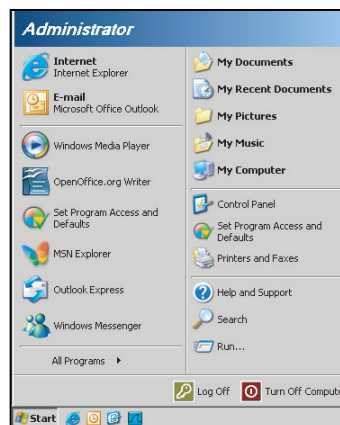 Administrator
Internet
Internet Explorer
E-mail
Microsoft Office Outlook
Windows Media Player
OpenOffice.org Writer
Set Program Access and
Defaults
MSN Explorer
Outlook Express
Windows Messenger
All Programs
My Documents
My Recent Documents
My Pictures
My Music
My Computer
Control Panel
Set Program Access and
Defaults
Printers and Faxes
Help and Support
Search
Run...
Log Off
Turn Off Compute
Start